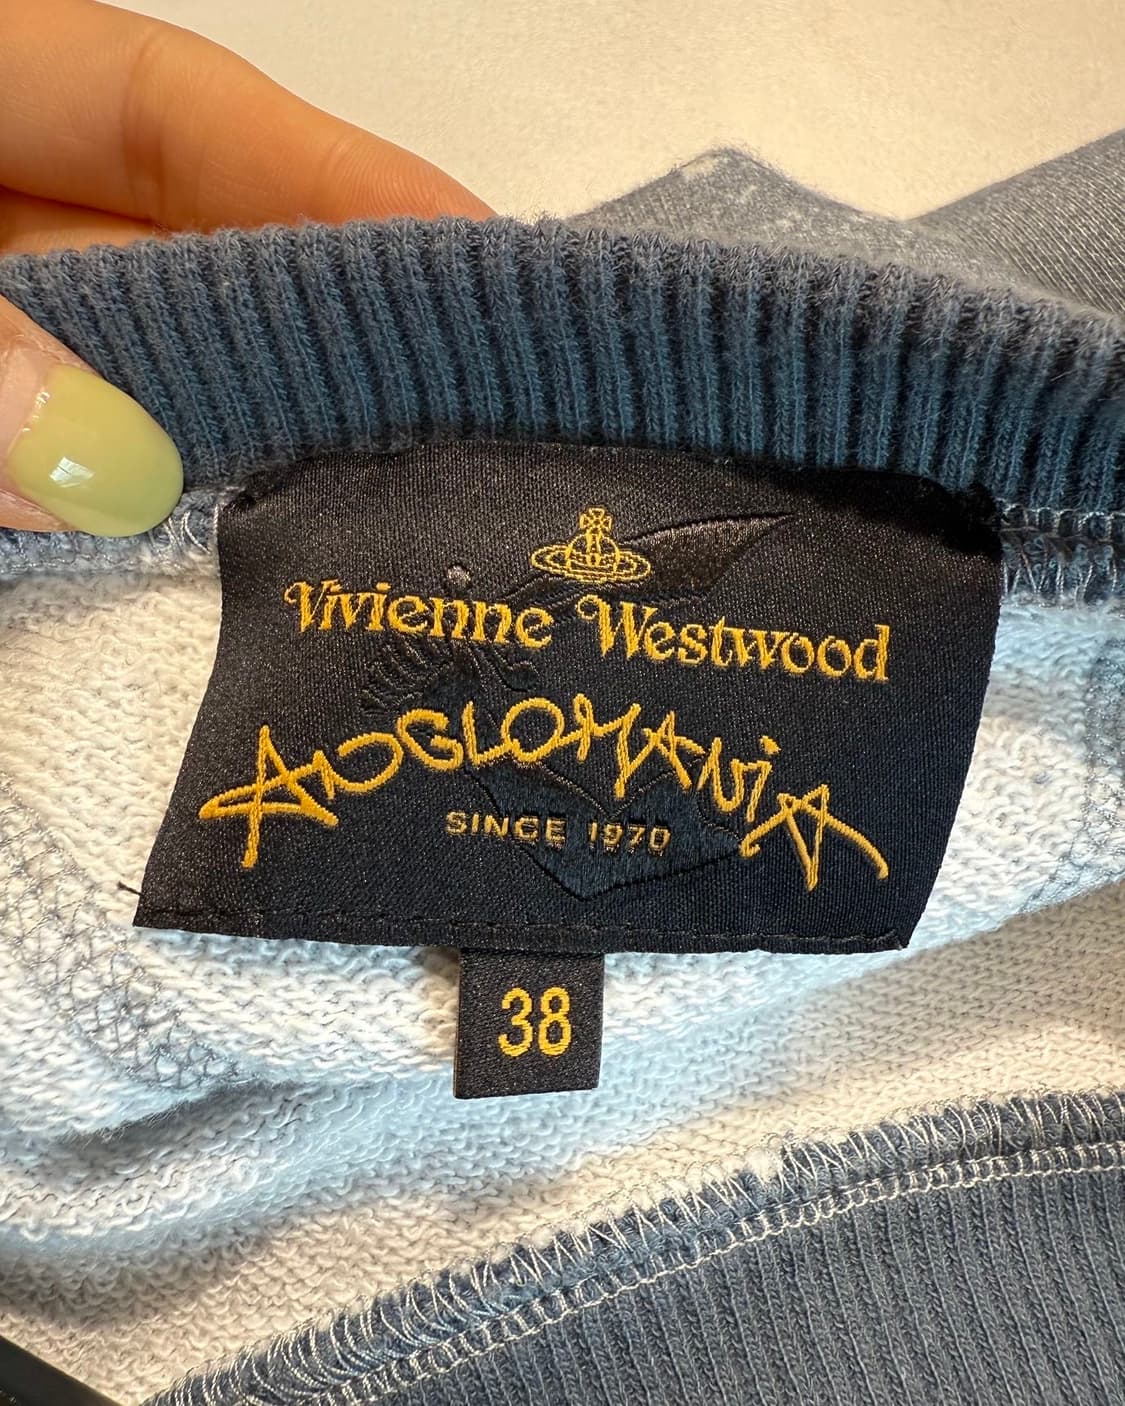 Vivienne Westwood
ANGLOMANiA
SINCE 1970
38